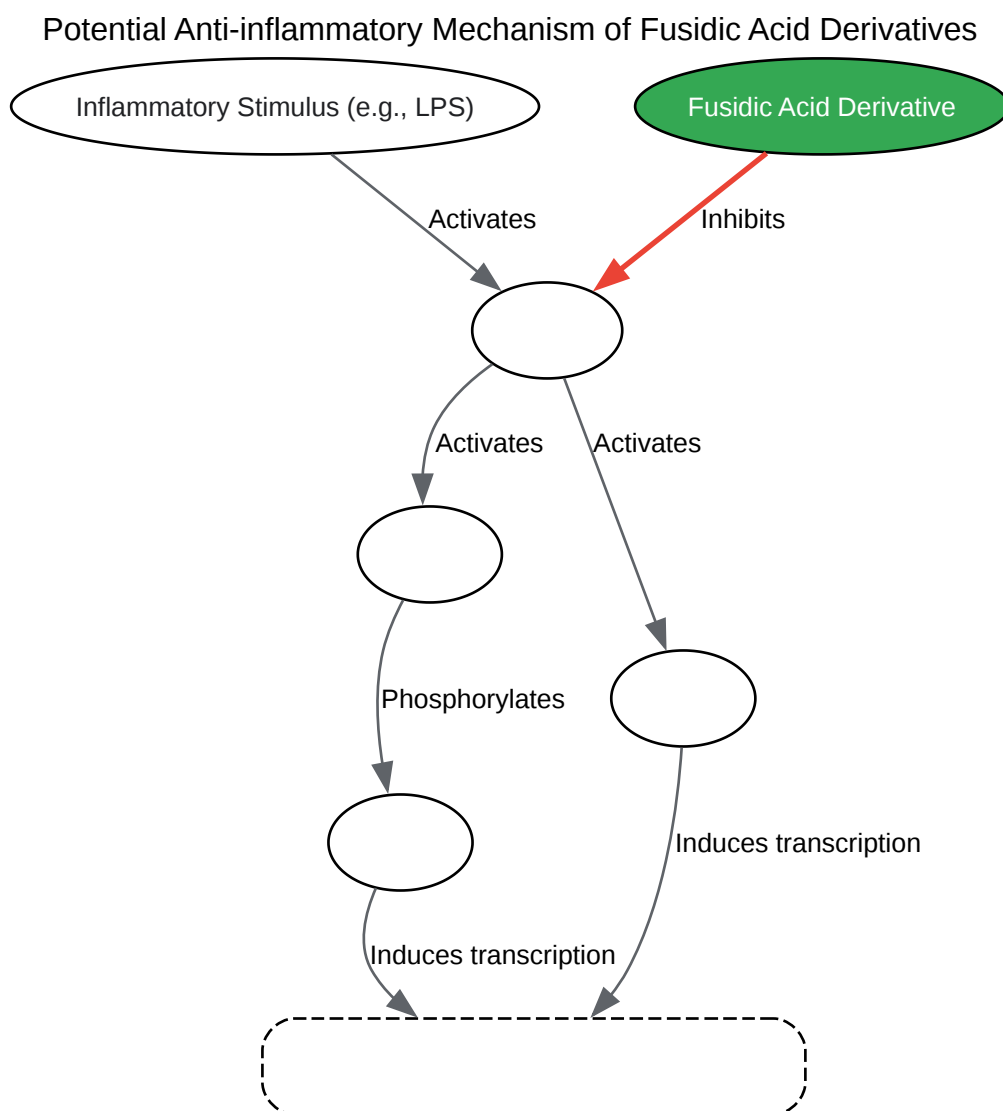 Potential Anti-inflammatory Mechanism of Fusidic Acid Derivatives
Inflammatory Stimulus (e.g., LPS)
Fusidic Acid Derivative
Activates
Inhibits
Activates
Activates
Phosphorylates
Induces transcription
Induces transcription